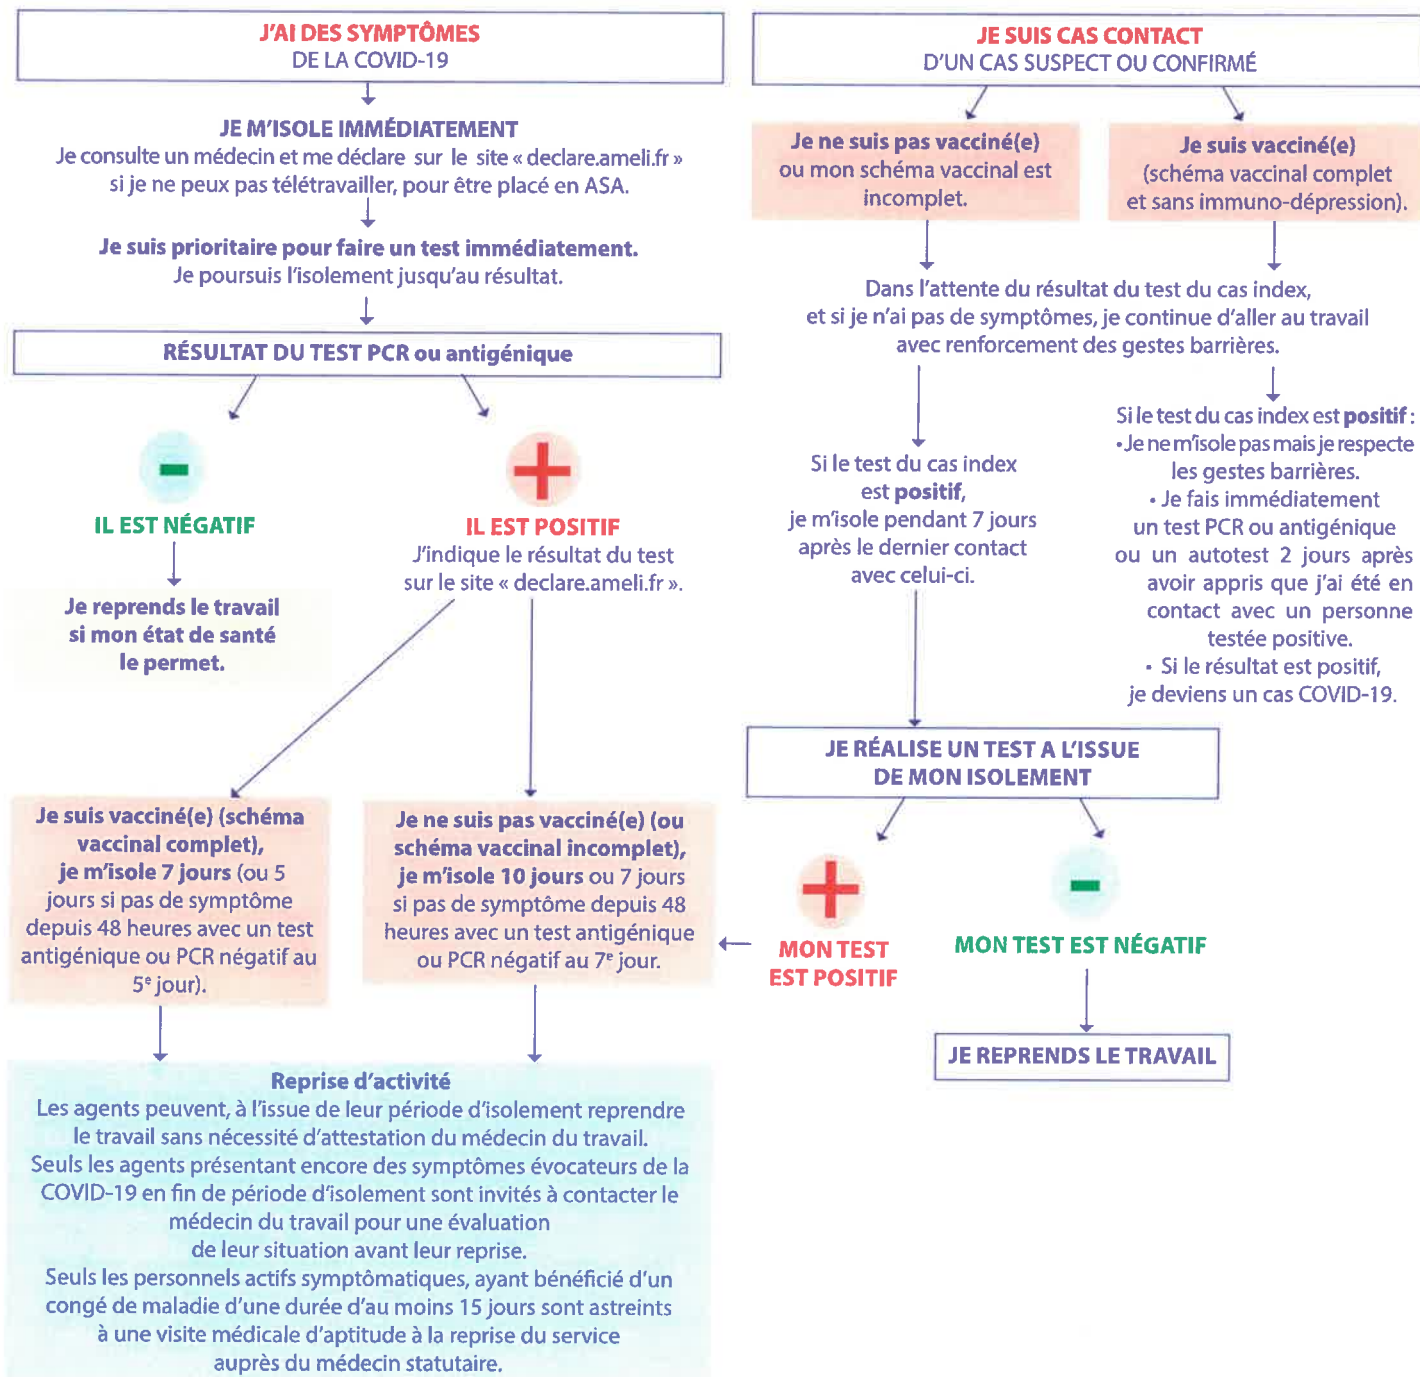 J'AI DES SYMPTÔMES
DE LA COVID-19
JE M'ISOLE IMMÉDIATEMENT
Je consulte un médecin et me déclare sur le site « declare.ameli.fr »
si je ne peux pas télétravailler, pour être placé en ASA.
Je suis prioritaire pour faire un test immédiatement.
Je poursuis l'isolement jusqu'au résultat.
RÉSULTAT DU TEST PCR ou antigénique
IL EST NÉGATIF
Je reprends le travail
si mon état de santé
le permet.
IL EST POSITIF
J'indique le résultat du test
sur le site « declare.ameli.fr ».
Je suis vacciné(e) (schéma
vaccinal complet),
je m'isole 7 jours (ou 5
jours si pas de symptôme
depuis 48 heures avec un test
antigénique ou PCR négatif au
5e jour).
Je ne suis pas vacciné(e) (ou
schéma vaccinal incomplet),
je m'isole 10 jours ou 7 jours
si pas de symptôme depuis 48
heures avec un test antigénique
ou PCR négatif au 7e jour.
Reprise d'activité
Les agents peuvent, à l'issue de leur période d'isolement reprendre
le travail sans nécessité d'attestation du médecin du travail.
Seuls les agents présentant encore des symptômes évocateurs de la
COVID-19 en fin de période d'isolement sont invités à contacter le
médecin du travail pour une évaluation
de leur situation avant leur reprise.
Seuls les personnels actifs symptômatiques, ayant bénéficié d'un
congé de maladie d'une durée d'au moins 15 jours sont astreints
à une visite médicale d'aptitude à la reprise du service
auprès du médecin statutaire.
JE SUIS CAS CONTACT
D'UN CAS SUSPECT OU CONFIRMÉ
Je ne suis pas vacciné(e)
ou mon schéma vaccinal est
incomplet.
Je suis vacciné(e)
(schéma vaccinal complet
et sans immuno-dépression).
Dans l'attente du résultat du test du cas index,
et si je n'ai pas de symptômes, je continue d'aller au travail
avec renforcement des gestes barrières.
Si le test du cas index
est positif,
je m'isole pendant 7 jours
après le dernier contact
avec celui-ci.
Si le test du cas index est positif :
•Je ne m'isole pas mais je respecte
les gestes barrières.
• Je fais immédiatement
un test PCR ou antigénique
ou un autotest 2 jours après
avoir appris que j'ai été en
contact avec un personne
testée positive.
• Si le résultat est positif,
je deviens un cas COVID-19.
JE RÉALISE UN TEST A L'ISSUE
DE MON ISOLEMENT
MON TEST
EST POSITIF
MON TEST EST NÉGATIF
JE REPRENDS LE TRAVAIL